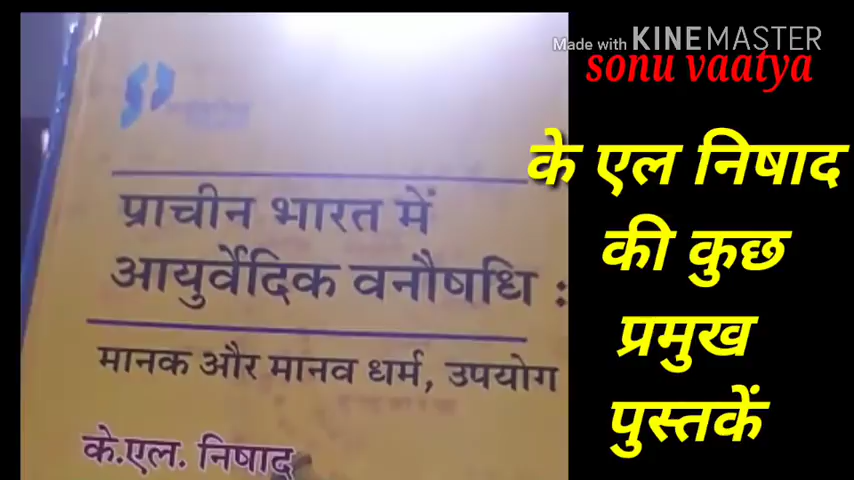 Made with KINEMASTER
sonu vaatya
प्राचीन भारत में
आयुर्वेदिक वनौषधि :
मानक और मानव धर्म, उपयोग
के.एल. निषाद
के एल निषाद
की कुछ
प्रमुख
पुस्तकें